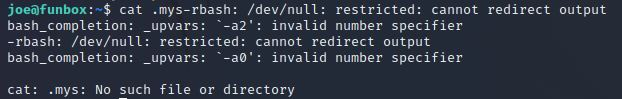 joe@funbox:~$ cat .mys-rbash: /dev/null: restricted: cannot redirect output
bash_completion: _upvars: `-a2': invalid number specifier
-rbash: /dev/null: restricted: cannot redirect output
bash_completion: _upvars: `-a0': invalid number specifier
cat: .mys: No such file or directory